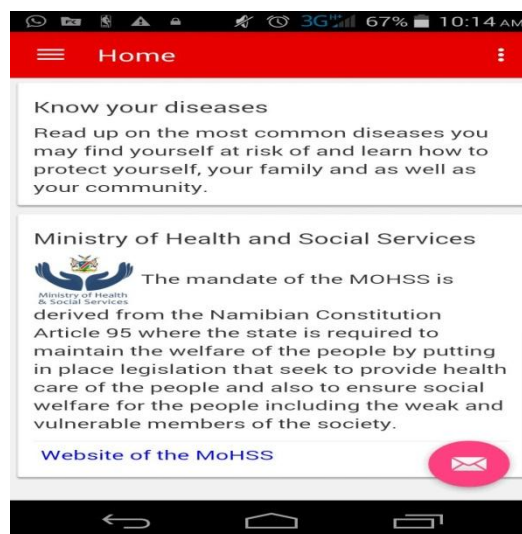 3G 67% 10:14 AM
Home
Know your diseases
Read up on the most common diseases you
may find yourself at risk of and learn how to
protect yourself, your family and as well as
your community.
Ministry of Health and Social Services
Ministry of Health
& Social Services
The mandate of the MOHSS is
derived from the Namibian Constitution
Article 95 where the state is required to
maintain the welfare of the people by putting
in place legislation that seek to provide health
care of the people and also to ensure social
welfare for the people including the weak and
vulnerable members of the society.
Website of the MoHSS